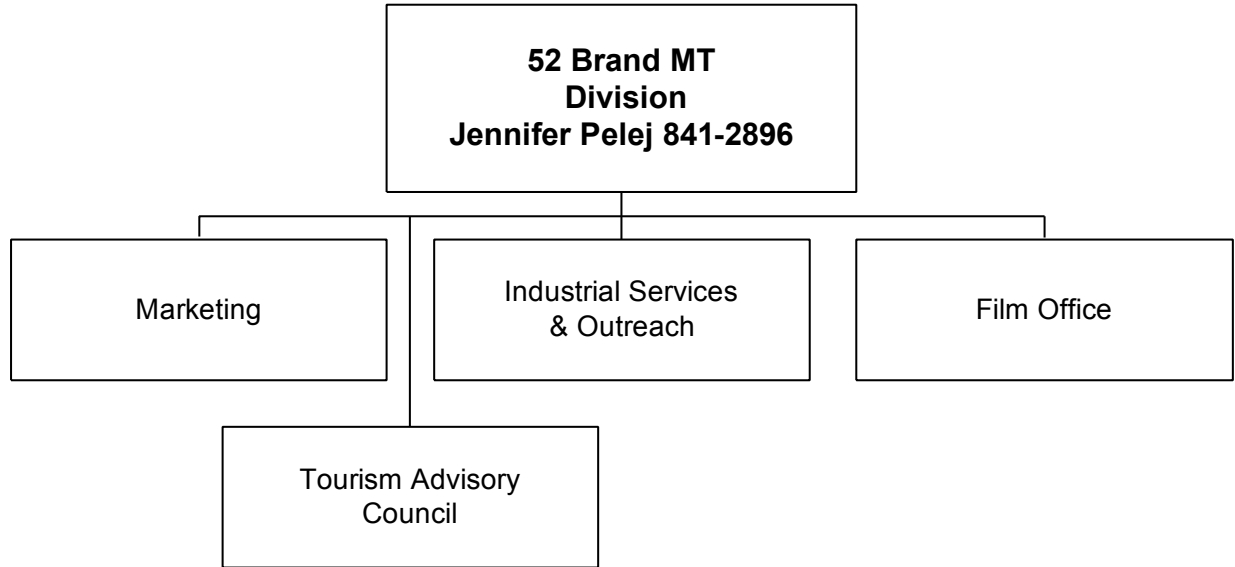 52 Brand MT
Division
Jennifer Pelej 841-2896
Marketing
Industrial Services
& Outreach
Film Office
Tourism Advisory
Council